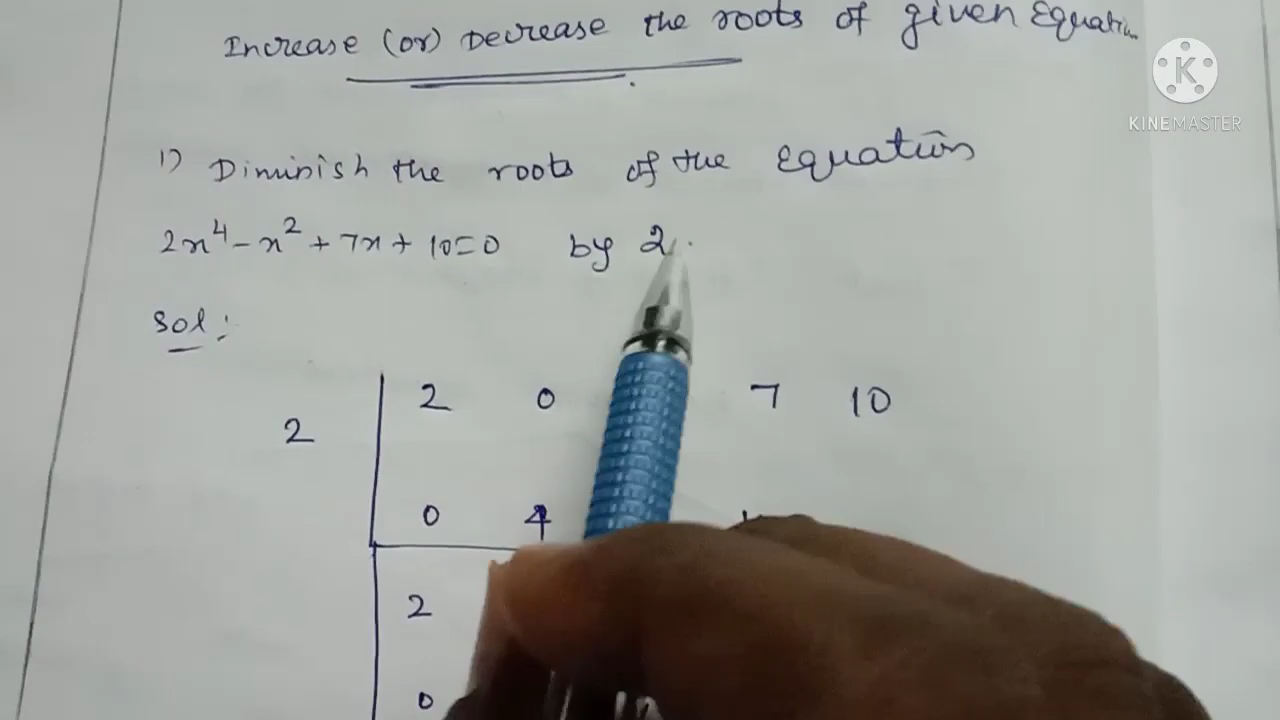 Increase (or) Decrease the roots of given Equation
KINEMASTER
1) Diminish the roots of the Equation
2x⁴ - x² + 7x + 10 = 0 by 2.
Sol:
2 0 7 10
2
0 4
2
0